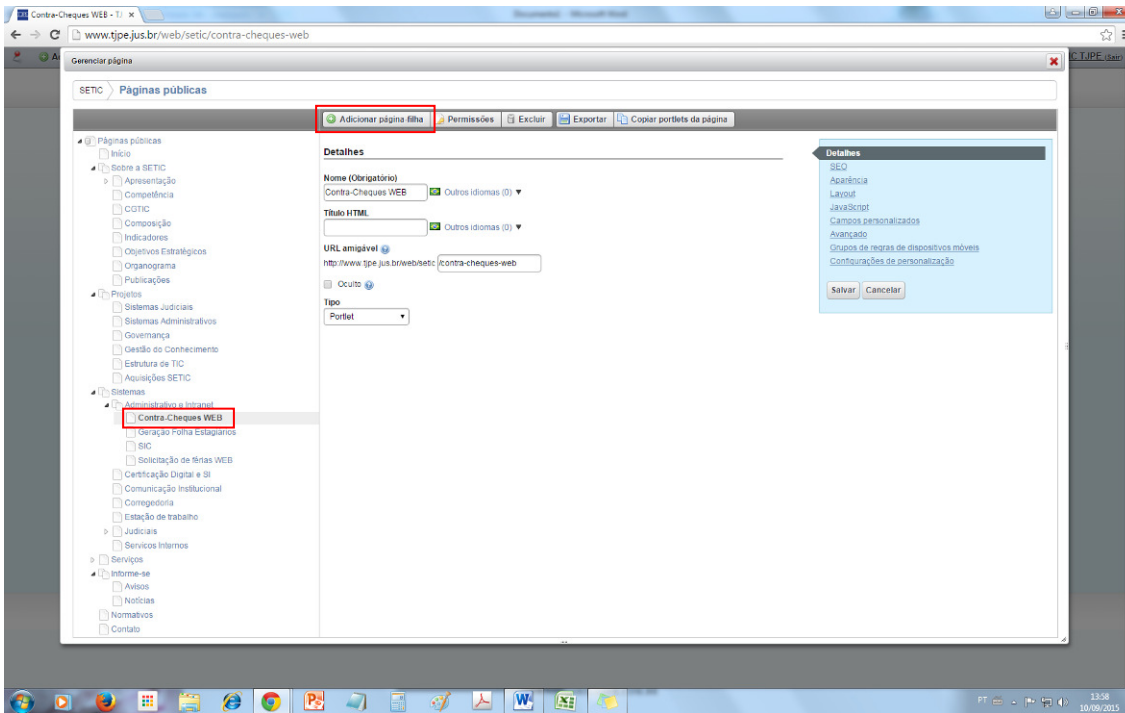 Contra-Cheques WEB - TJ
Document1 - Microsoft Word
www.tjpe.jus.br/web/setic/contra-cheques-web
Gerenciar página
TJPE (Sair)
SETIC
Páginas públicas
Adicionar página filha
Permissões
Excluir
Exportar
Copiar portlets da página
Páginas públicas
Início
Sobre a SETIC
Apresentação
Competência
CGTIC
Composição
Indicadores
Objetivos Estratégicos
Organograma
Publicações
Projetos
Sistemas Judiciais
Sistemas Administrativos
Governança
Gestão do Conhecimento
Estrutura de TIC
Aquisições SETIC
Sistemas
Administrativo e Intranet
Contra-Cheques WEB
Geração Folha Estagiários
SIC
Solicitação de férias WEB
Certificação Digital e SI
Comunicação Institucional
Corregedoria
Estação de trabalho
Judiciais
Servicos Internos
Serviços
Informe-se
Avisos
Notícias
Normativos
Contato
Detalhes
Nome (Obrigatório)
Contra-Cheques WEB Outros idiomas (0) ▼
Título HTML
Outros idiomas (0) ▼
URL amigável
http://www.tjpe.jus.br/web/setic /contra-cheques-web
Oculto
Tipo
Portlet
Detalhes
SEO
Aparência
Layout
JavaScript
Campos personalizados
Avançado
Grupos de regras de dispositivos móveis
Configurações de personalização
Salvar Cancelar
PT
13:58
10/09/2015